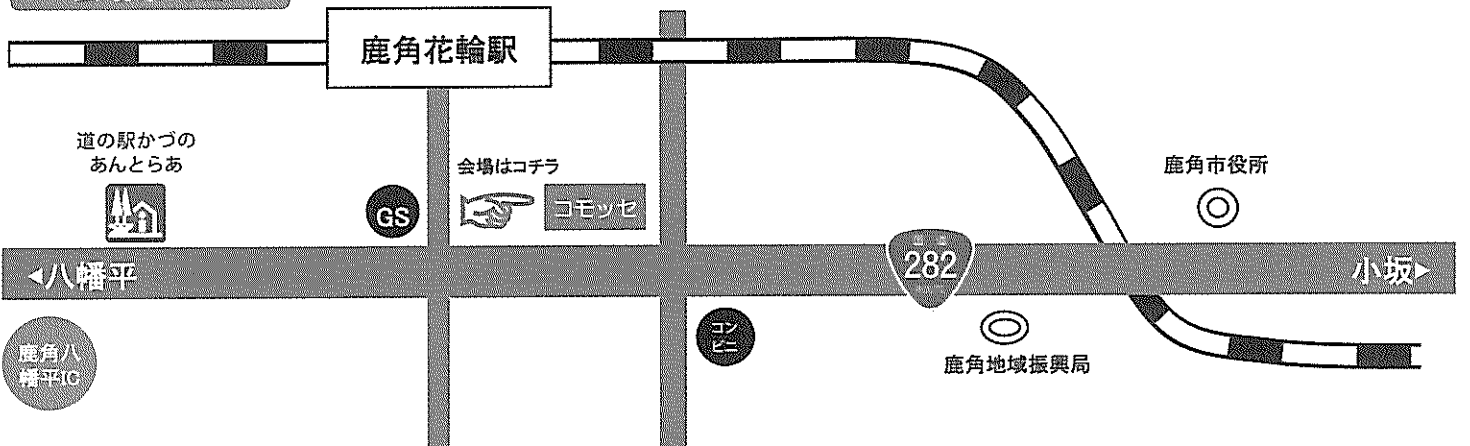 鹿角花輪駅
道の駅かづの
あんとらあ
会場はコチラ
鹿角市役所
GS
コモッセ
282
◀八幡平
小坂▶
コン
ビニ
鹿角八
幡平IC
鹿角地域振興局